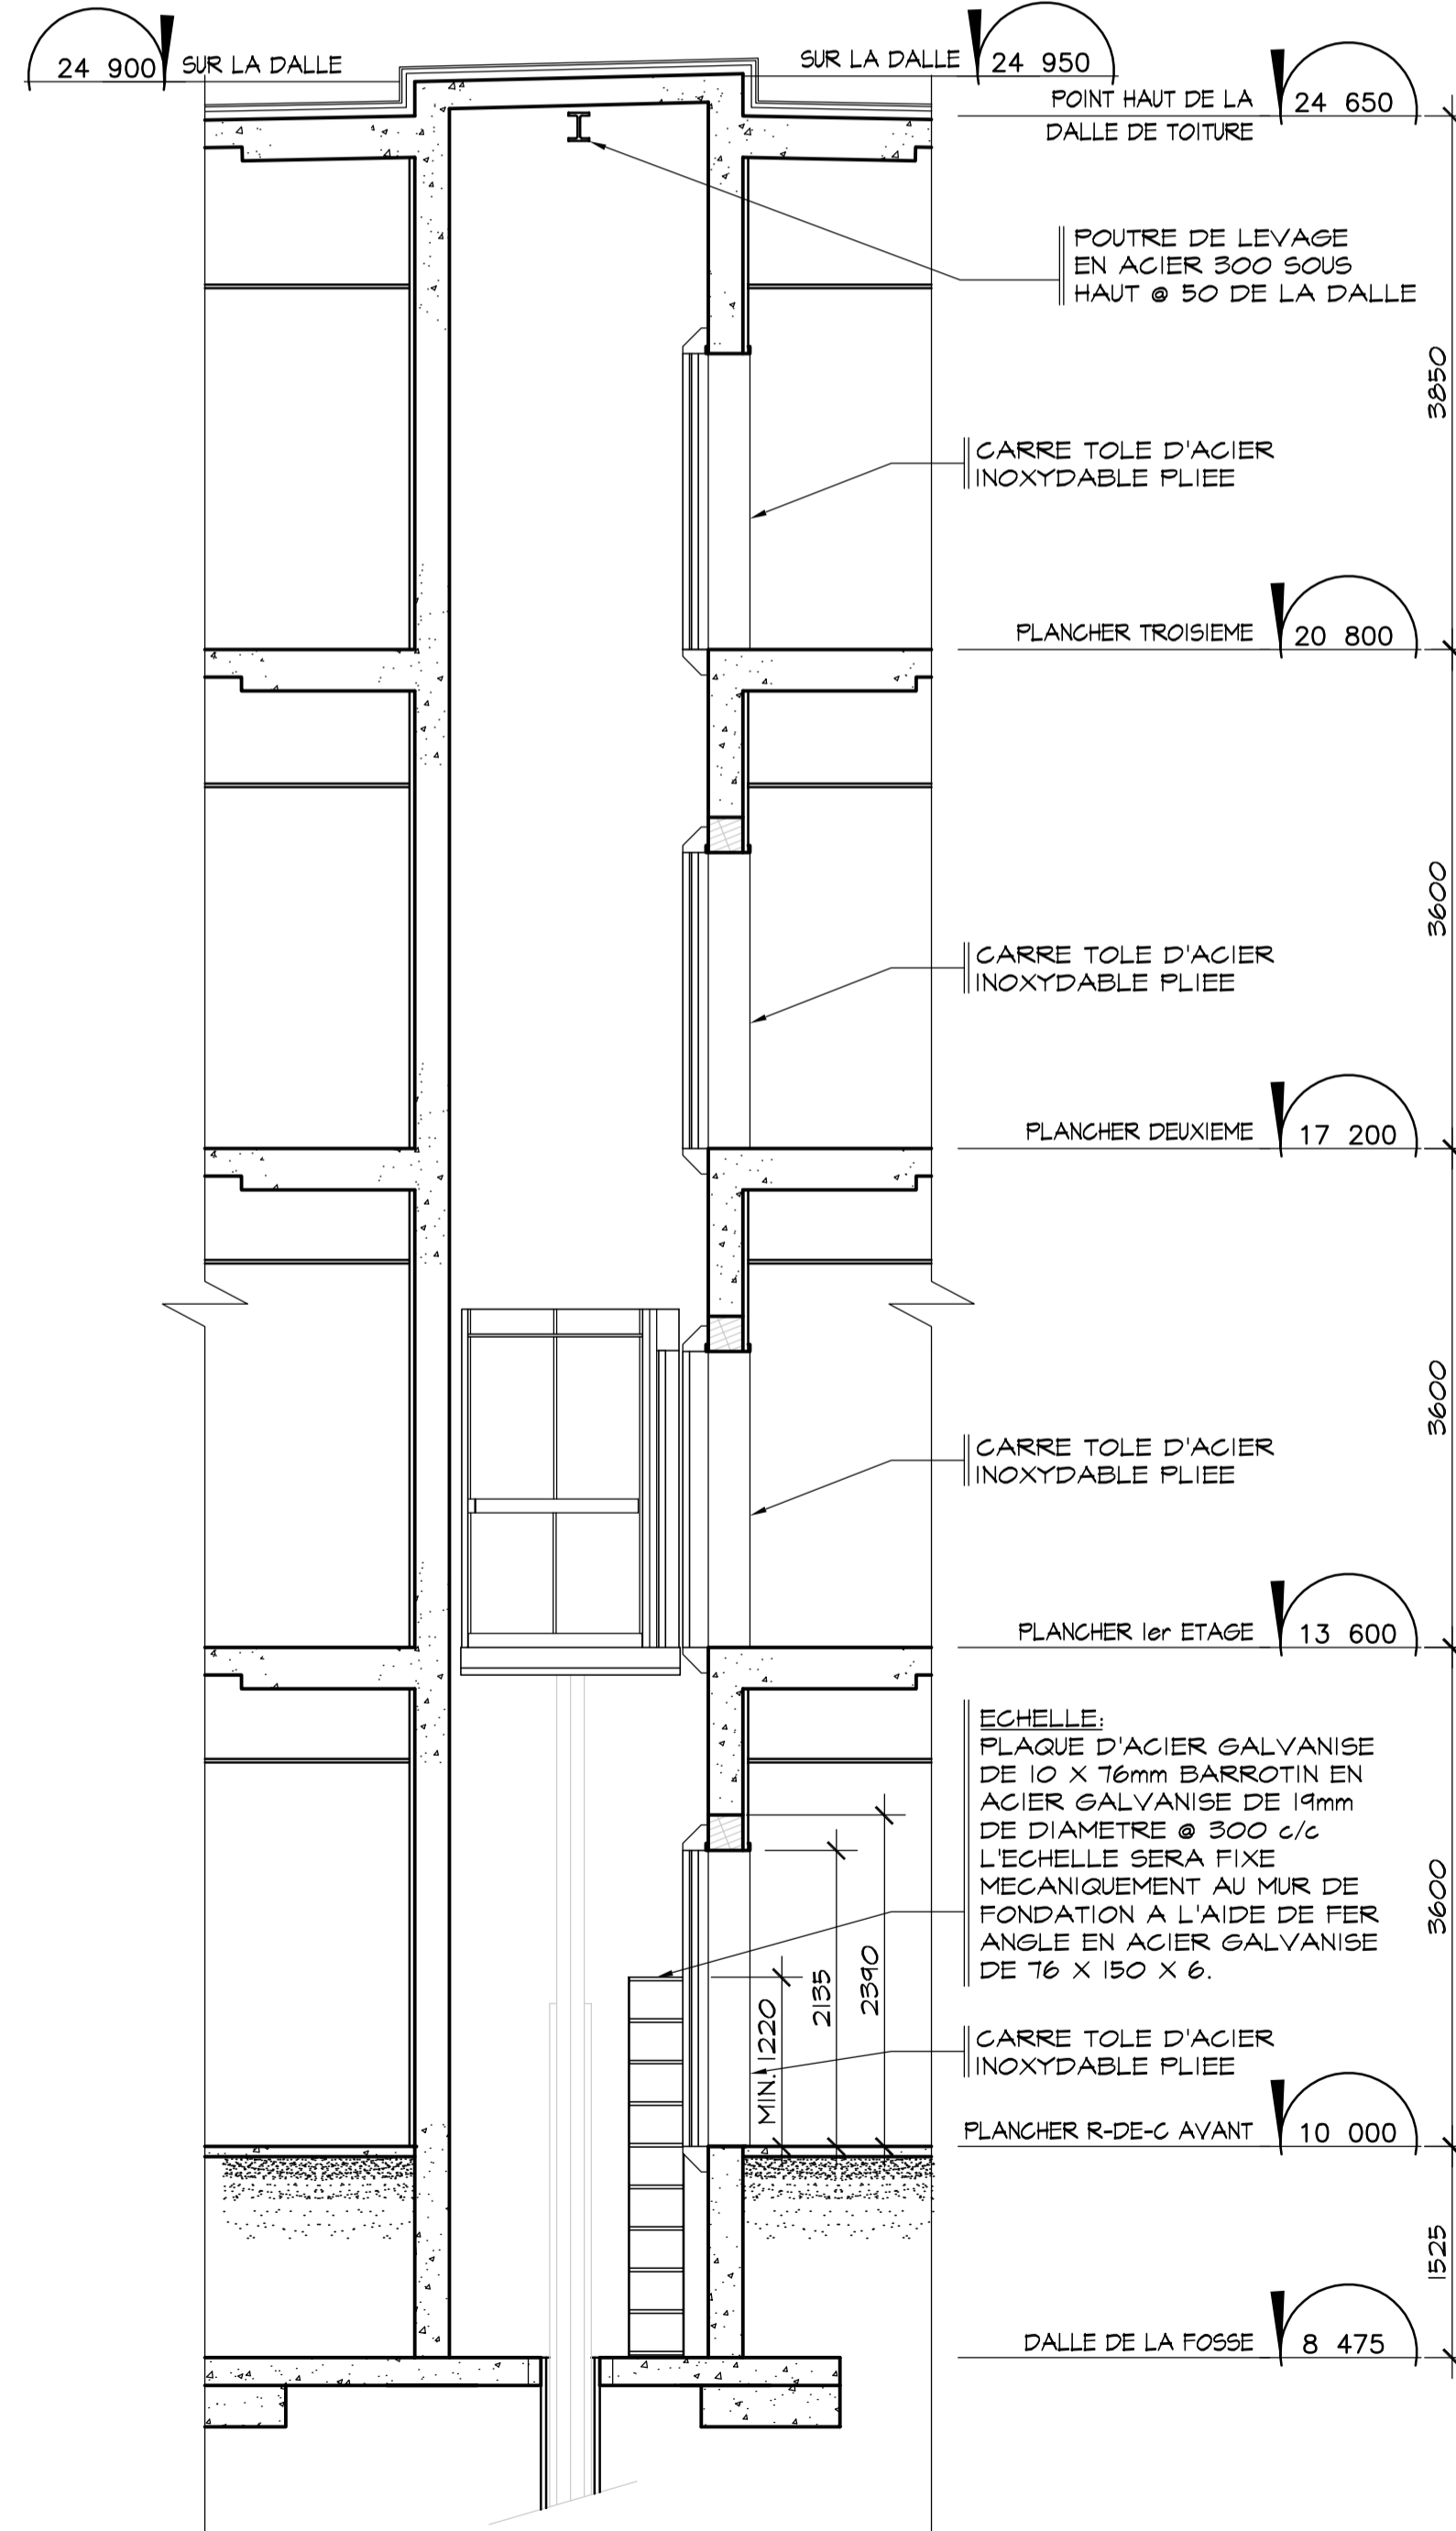 24 900 SUR LA DALLE
SUR LA DALLE 24 950
POINT HAUT DE LA
DALLE DE TOITURE
24 650
POUTRE DE LEVAGE
EN ACIER 300 SOUS
HAUT @ 50 DE LA DALLE
3850
CARRE TOLE D'ACIER
INOXYDABLE PLIEE
PLANCHER TROISIEME 20 800
3600
CARRE TOLE D'ACIER
INOXYDABLE PLIEE
PLANCHER DEUXIEME 17 200
3600
CARRE TOLE D'ACIER
INOXYDABLE PLIEE
PLANCHER 1er ETAGE 13 600
ECHELLE:
PLAQUE D'ACIER GALVANISE
DE 10 X 76mm BARROTIN EN
ACIER GALVANISE DE 19mm
DE DIAMETRE @ 300 c/c
L'ECHELLE SERA FIXE
MECANIQUEMENT AU MUR DE
FONDATION A L'AIDE DE FER
ANGLE EN ACIER GALVANISE
DE 76 X 150 X 6.
3600
MIN. 1220
2135
2390
CARRE TOLE D'ACIER
INOXYDABLE PLIEE
PLANCHER R-DE-C AVANT 10 000
1525
DALLE DE LA FOSSE 8 475